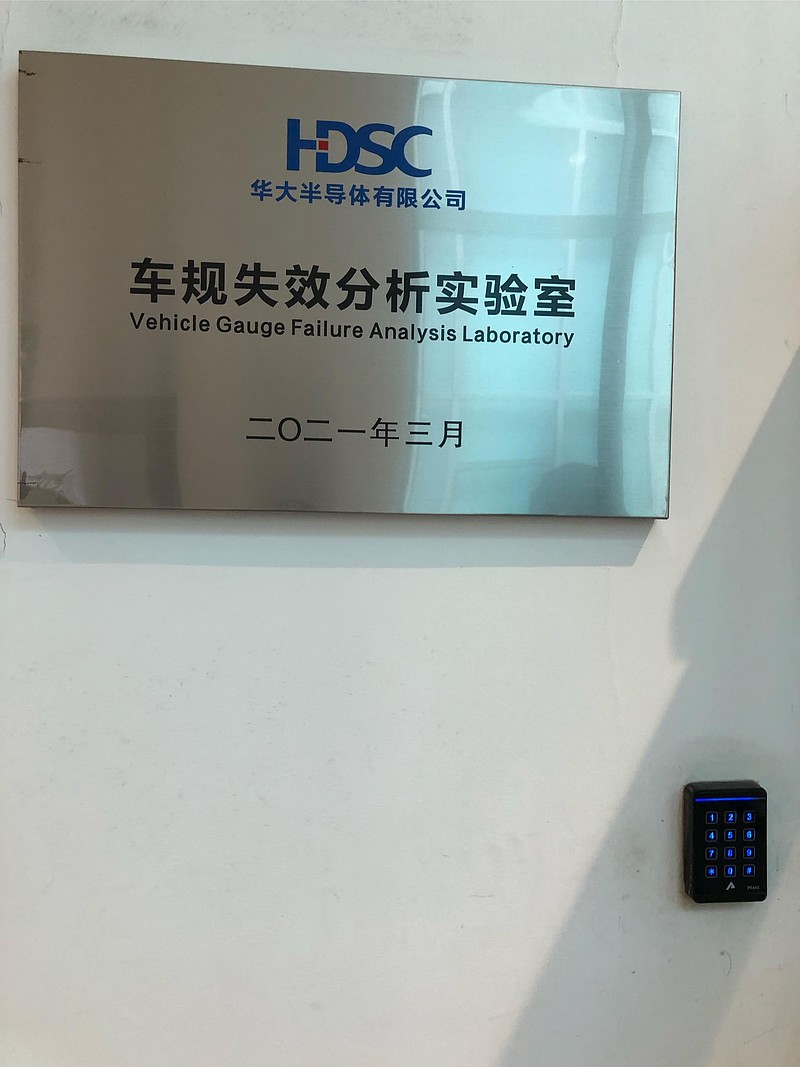 HDSC
华大半导体有限公司
车规失效分析实验室
Vehicle Gauge Failure Analysis Laboratory
二〇二一年三月
1 2 3
4 5 6
7 8 9
* 0 #